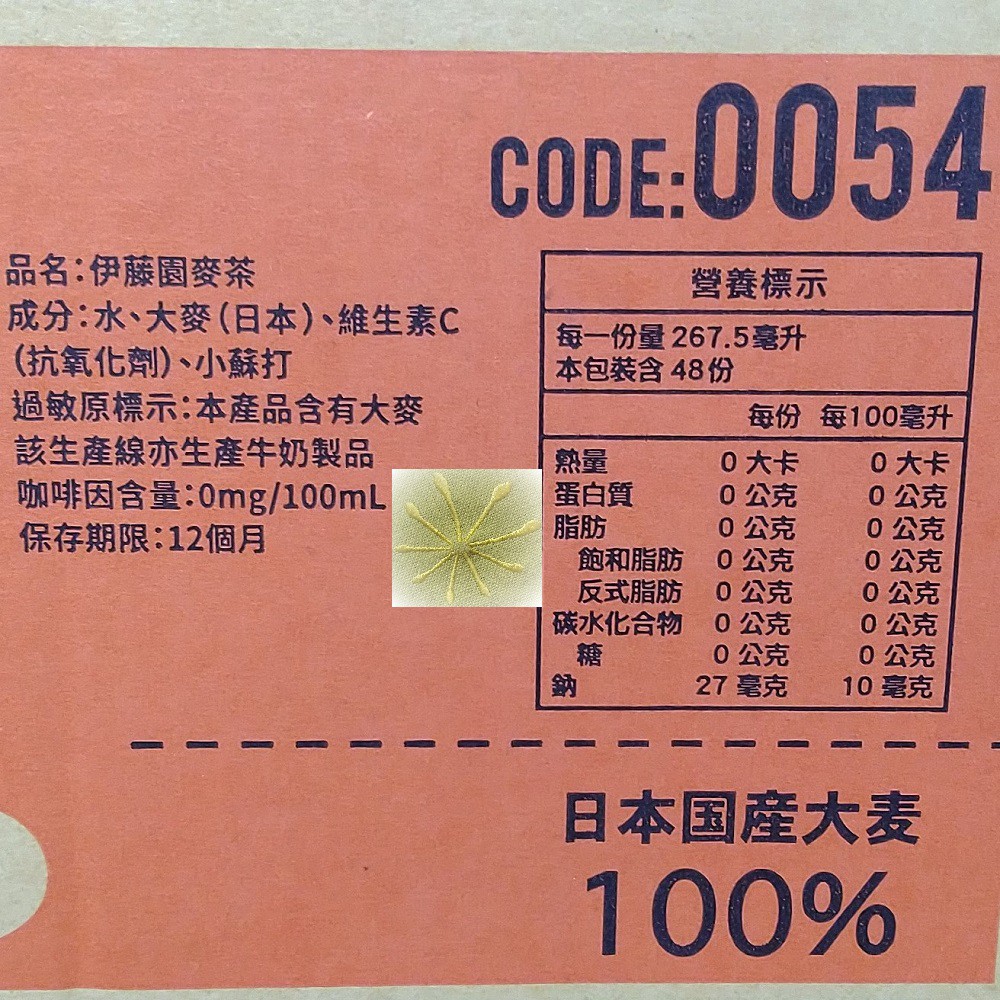 CODE:0054
品名:伊藤園麥茶
成分:水、大麥(日本)、維生素C
(抗氧化劑)、小蘇打
過敏原標示:本產品含有大麥
該生產線亦生產牛奶製品
咖啡因含量:0mg/100mL
保存期限:12個月
營養標示
每一份量 267.5毫升
本包裝含 48份
每份 每100毫升
熱量 0 大卡 0 大卡
蛋白質 0 公克 0 公克
脂肪 0 公克 0 公克
飽和脂肪 0 公克 0 公克
反式脂肪 0 公克 0 公克
碳水化合物 0 公克 0 公克
糖 0 公克 0 公克
鈉 27 毫克 10 毫克
日本国産大麦
100%